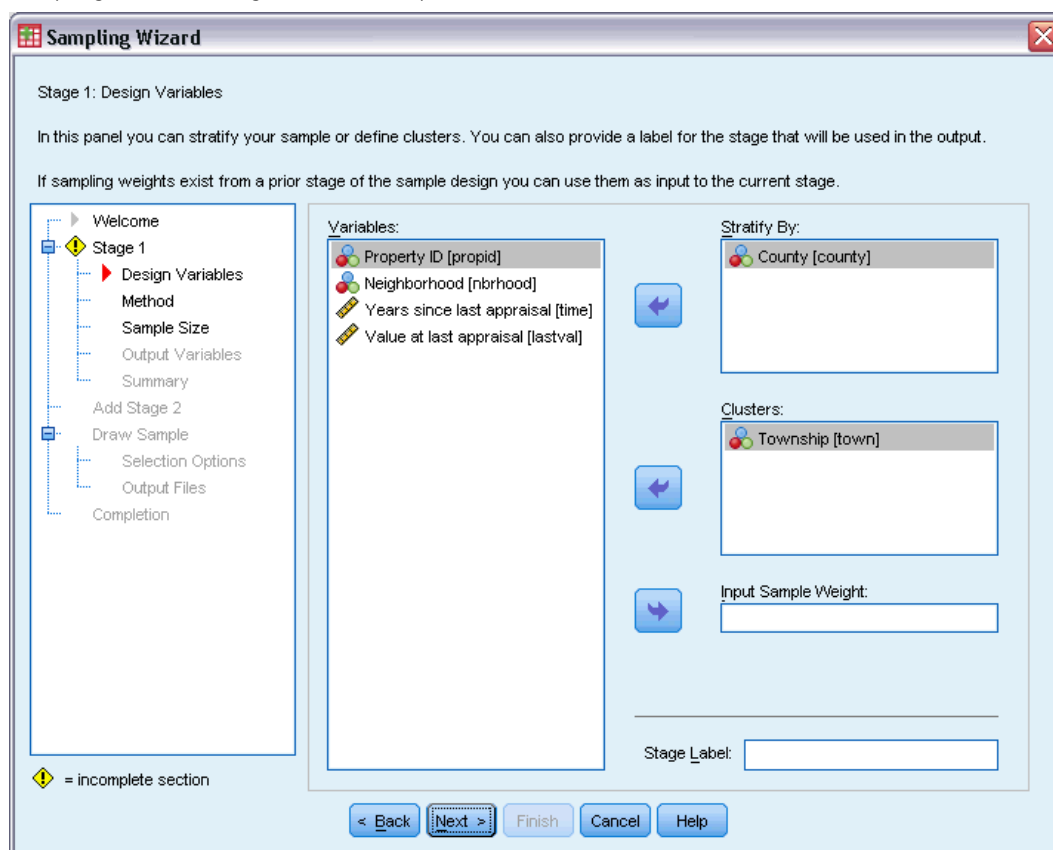 Sampling Wizard
Stage 1: Design Variables
In this panel you can stratify your sample or define clusters. You can also provide a label for the stage that will be used in the output.
If sampling weights exist from a prior stage of the sample design you can use them as input to the current stage.
Welcome
Stage 1
Design Variables
Method
Sample Size
Output Variables
Summary
Add Stage 2
Draw Sample
Selection Options
Output Files
Completion
! = incomplete section
Variables:
Property ID [propid]
Neighborhood [nbrhood]
Years since last appraisal [time]
Value at last appraisal [lastval]
Stratify By:
County [county]
Clusters:
Township [town]
Input Sample Weight:
Stage Label:
< Back Next > Finish Cancel Help